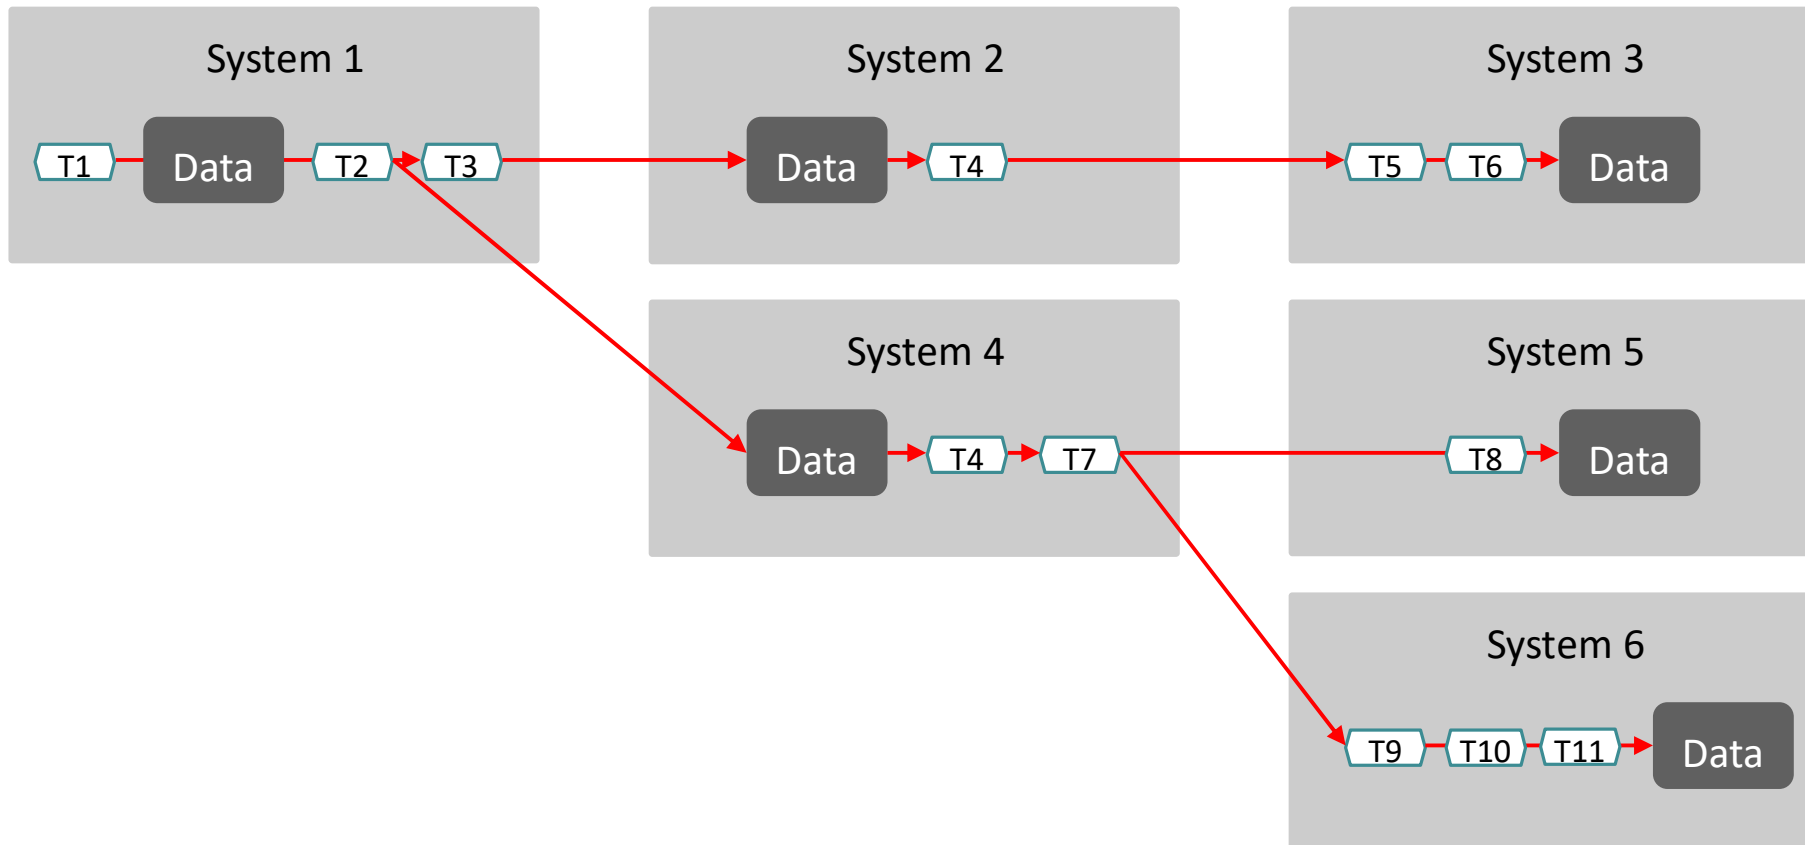 System 1
T1
Data
T2
T3
System 2
Data
T4
System 3
T5
T6
Data
System 4
Data
T4
T7
System 5
T8
Data
System 6
T9
T10
T11
Data